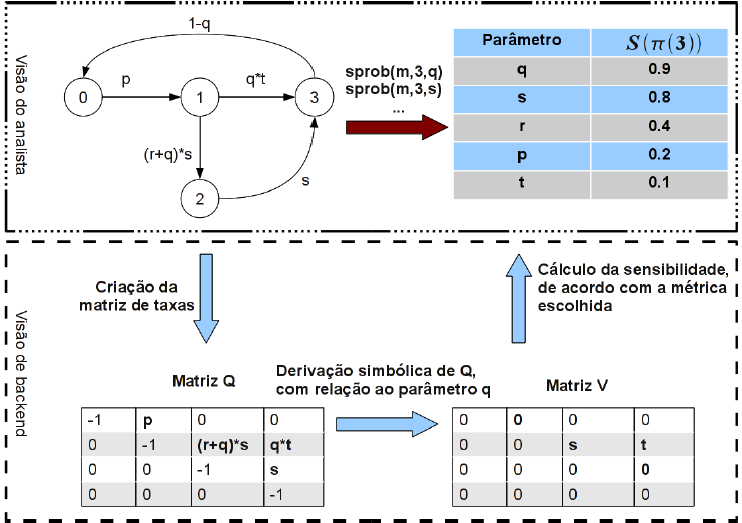 Visão do analista
1-q
p
q*t
0
1
3
(r+q)*s
s
2
sprob(m,3,q)
sprob(m,3,s)
...
Parâmetro S(π(3))
q 0.9
s 0.8
r 0.4
p 0.2
t 0.1
Visão de backend
Criação da
matriz de taxas
Cálculo da sensibilidade,
de acordo com a métrica
escolhida
Matriz Q
Derivação simbólica de Q,
com relação ao parâmetro q
Matriz V
-1 p 0 0
0 -1 (r+q)*s q*t
0 0 -1 s
0 0 0 -1
0 0 0 0
0 0 s t
0 0 0 0
0 0 0 0